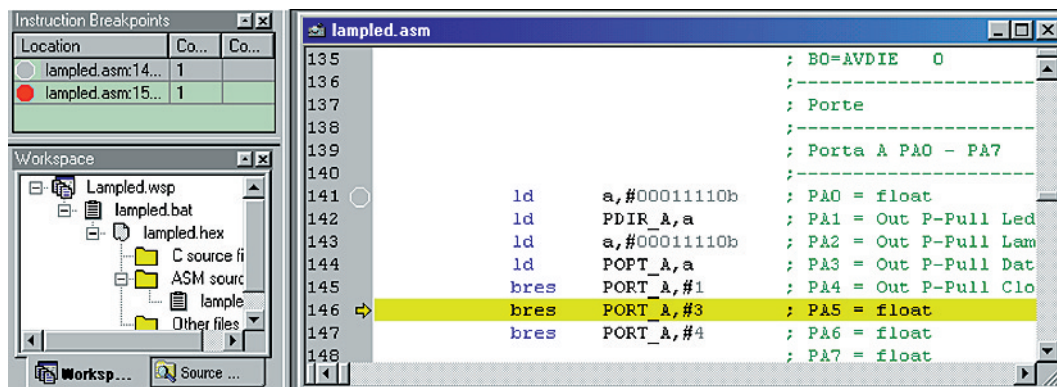 Instruction Breakpoints
Location Co... Co...
lampled.asm:14... 1
lampled.asm:15... 1
Workspace
Lampled.wsp
lampled.bat
lampled.hex
C source fi
ASM sourc
lample
Other files
Worksp... Source ...
lampled.asm
135 ; BO=AVDIE 0
136 ;-----------------------
137 ; Porte
138 ;-----------------------
139 ; Porta A PA0 - PA7
140 ;-----------------------
141 ld a,#00011110b ; PA0 = float
142 ld PDIR_A,a ; PA1 = Out P-Pull Led
143 ld a,#00011110b ; PA2 = Out P-Pull Lam
144 ld POPT_A,a ; PA3 = Out P-Pull Dat
145 bres PORT_A,#1 ; PA4 = Out P-Pull Clo
146 bres PORT_A,#3 ; PA5 = float
147 bres PORT_A,#4 ; PA6 = float
148 ; PA7 = float